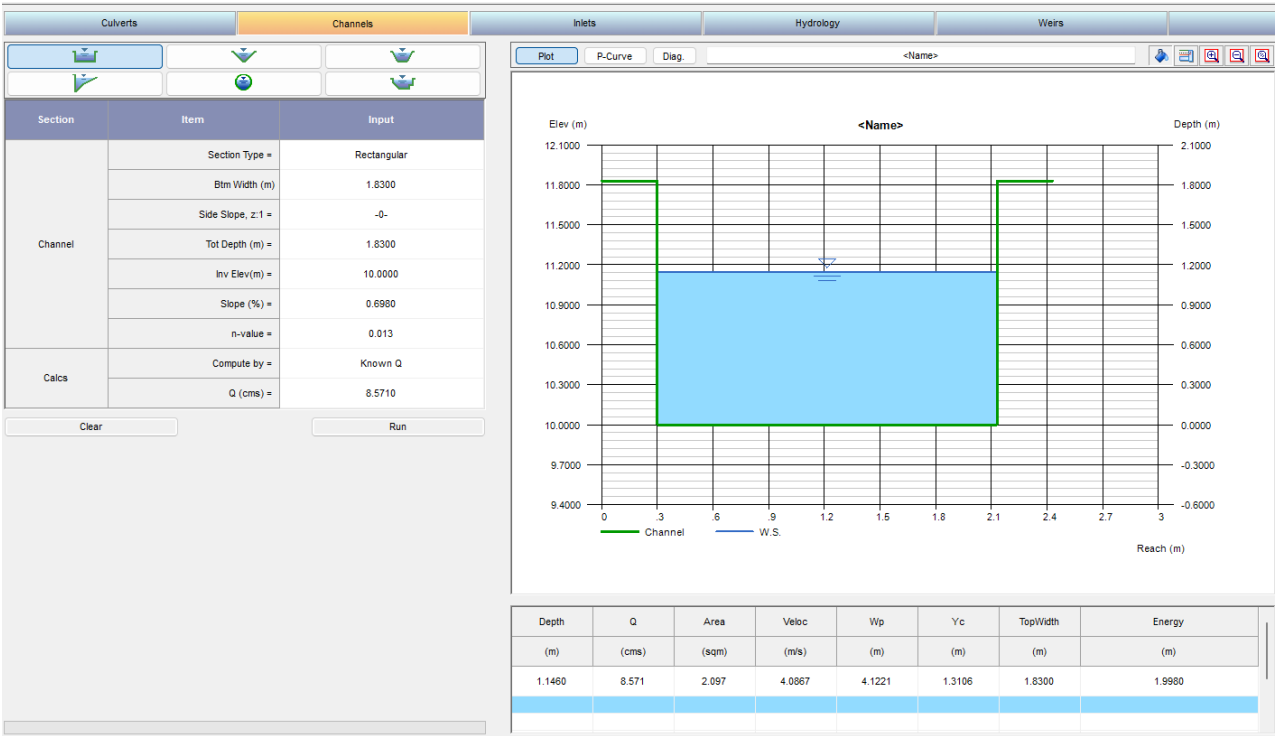 Culverts Channels Inlets Hydrology Weirs
Plot P-Curve Diag. <Name>
Section Item Input
Channel
Section Type = Rectangular
Btm Width (m) 1.8300
Side Slope, z:1 = -0-
Tot Depth (m) = 1.8300
Inv Elev(m) = 10.0000
Slope (%) = 0.6980
n-value = 0.013
Calcs
Compute by = Known Q
Q (cms) = 8.5710
Clear Run
Elev (m) <Name> Depth (m)
12.1000 2.1000
11.8000 1.8000
11.5000 1.5000
11.2000 1.2000
10.9000 0.9000
10.6000 0.6000
10.3000 0.3000
10.0000 0.0000
9.7000 -0.3000
9.4000 -0.6000
0 .3 .6 .9 1.2 1.5 1.8 2.1 2.4 2.7 3
Channel W.S.
Reach (m)
Depth Q Area Veloc Wp Yc TopWidth Energy
(m) (cms) (sqm) (m/s) (m) (m) (m) (m)
1.1460 8.571 2.097 4.0867 4.1221 1.3106 1.8300 1.9980